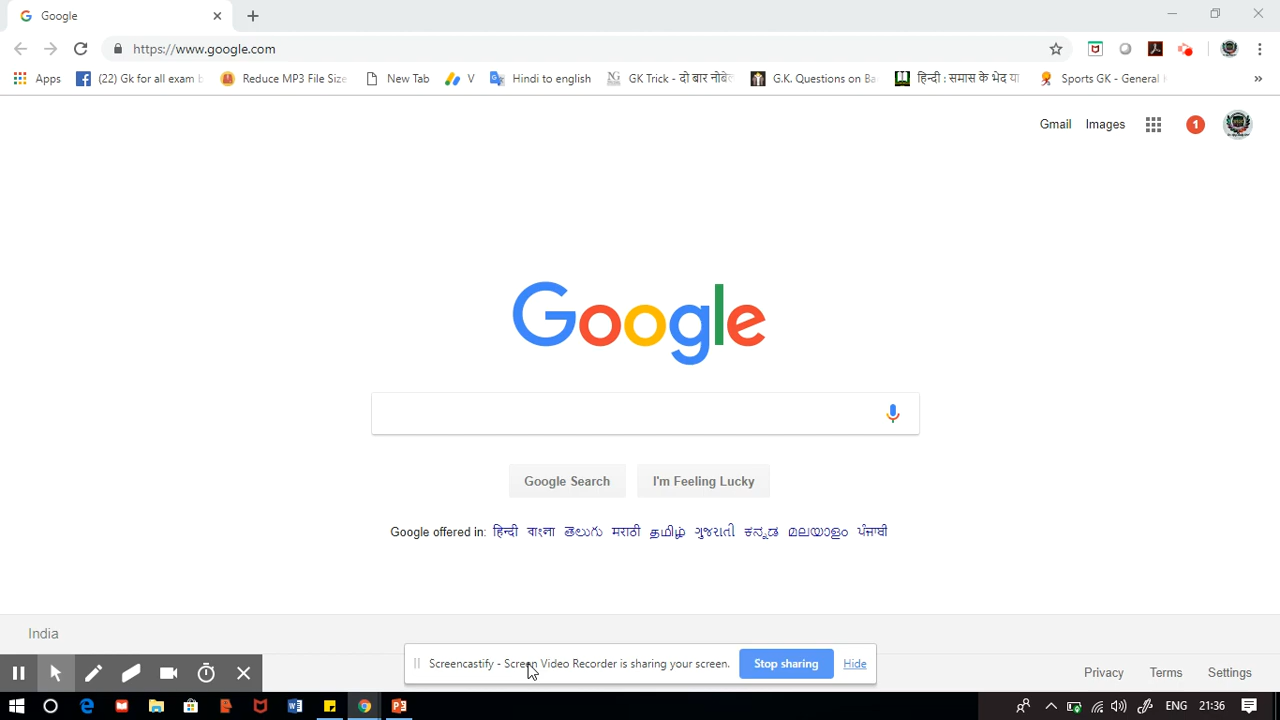 Google
https://www.google.com
Apps (22) Gk for all exam Reduce MP3 File Size New Tab V Hindi to english GK Trick - दो बार नोबेल G.K. Questions on Ba हिन्दी : समास के भेद या Sports GK - General »
Gmail Images 1
Google
Google Search I'm Feeling Lucky
Google offered in: हिन्दी বাংলা తెలుగు मराठी தமிழ் ગુજરાતી ಕನ್ನಡ മലയാളം ਪੰਜਾਬੀ
India
Screencastify - Screen Video Recorder is sharing your screen. Stop sharing Hide
Privacy Terms Settings
ENG 21:36